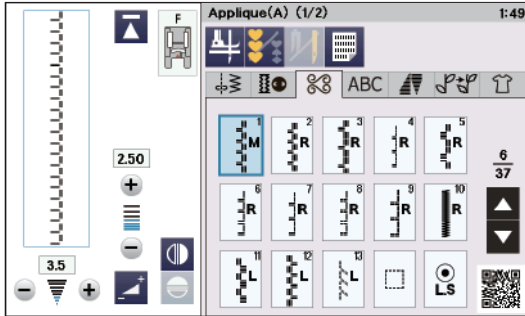 F
2.50
3.5
Applique(A) (1/2)
1:49
ABC
1 M
2 R
3 R
4 R
5 R
6 R
7 R
8 R
9 R
10 R
11 L
12 L
13 L
L.S
6
37